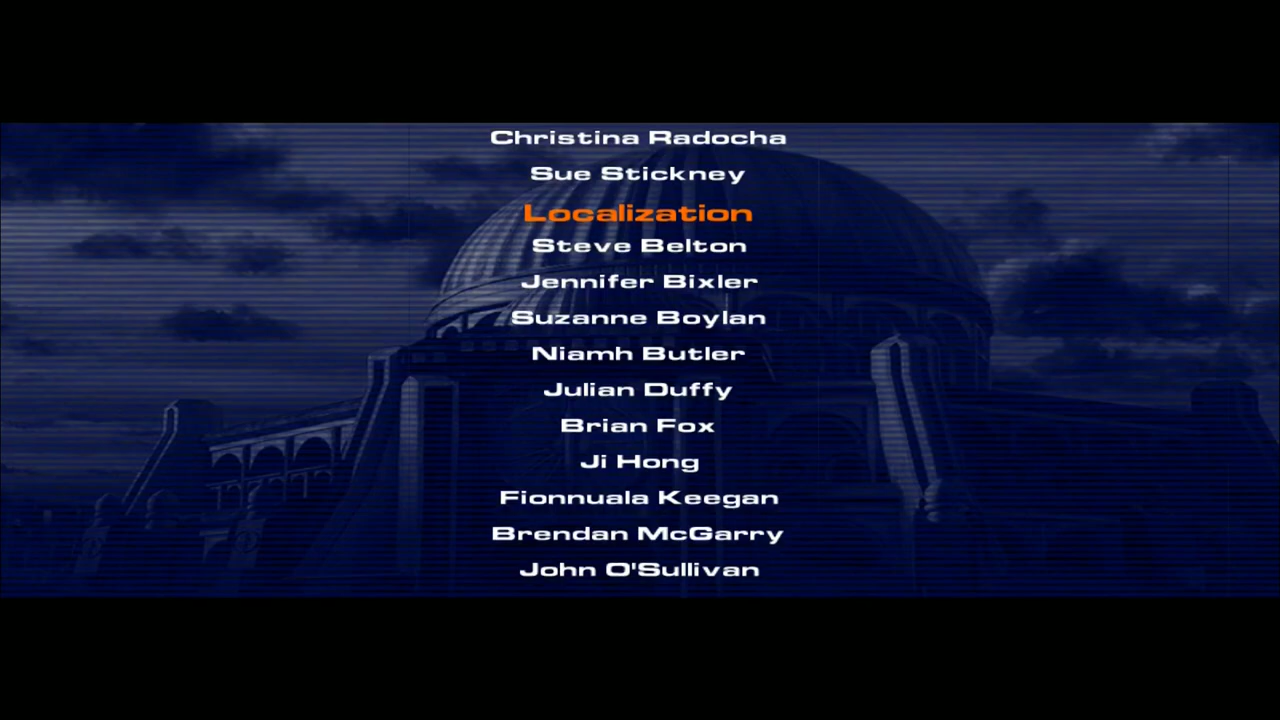 Christina Radocha
Sue Stickney
Localization
Steve Belton
Jennifer Bixler
Suzanne Boylan
Niamh Butler
Julian Duffy
Brian Fox
Ji Hong
Fionnuala Keegan
Brendan McGarry
John O'Sullivan